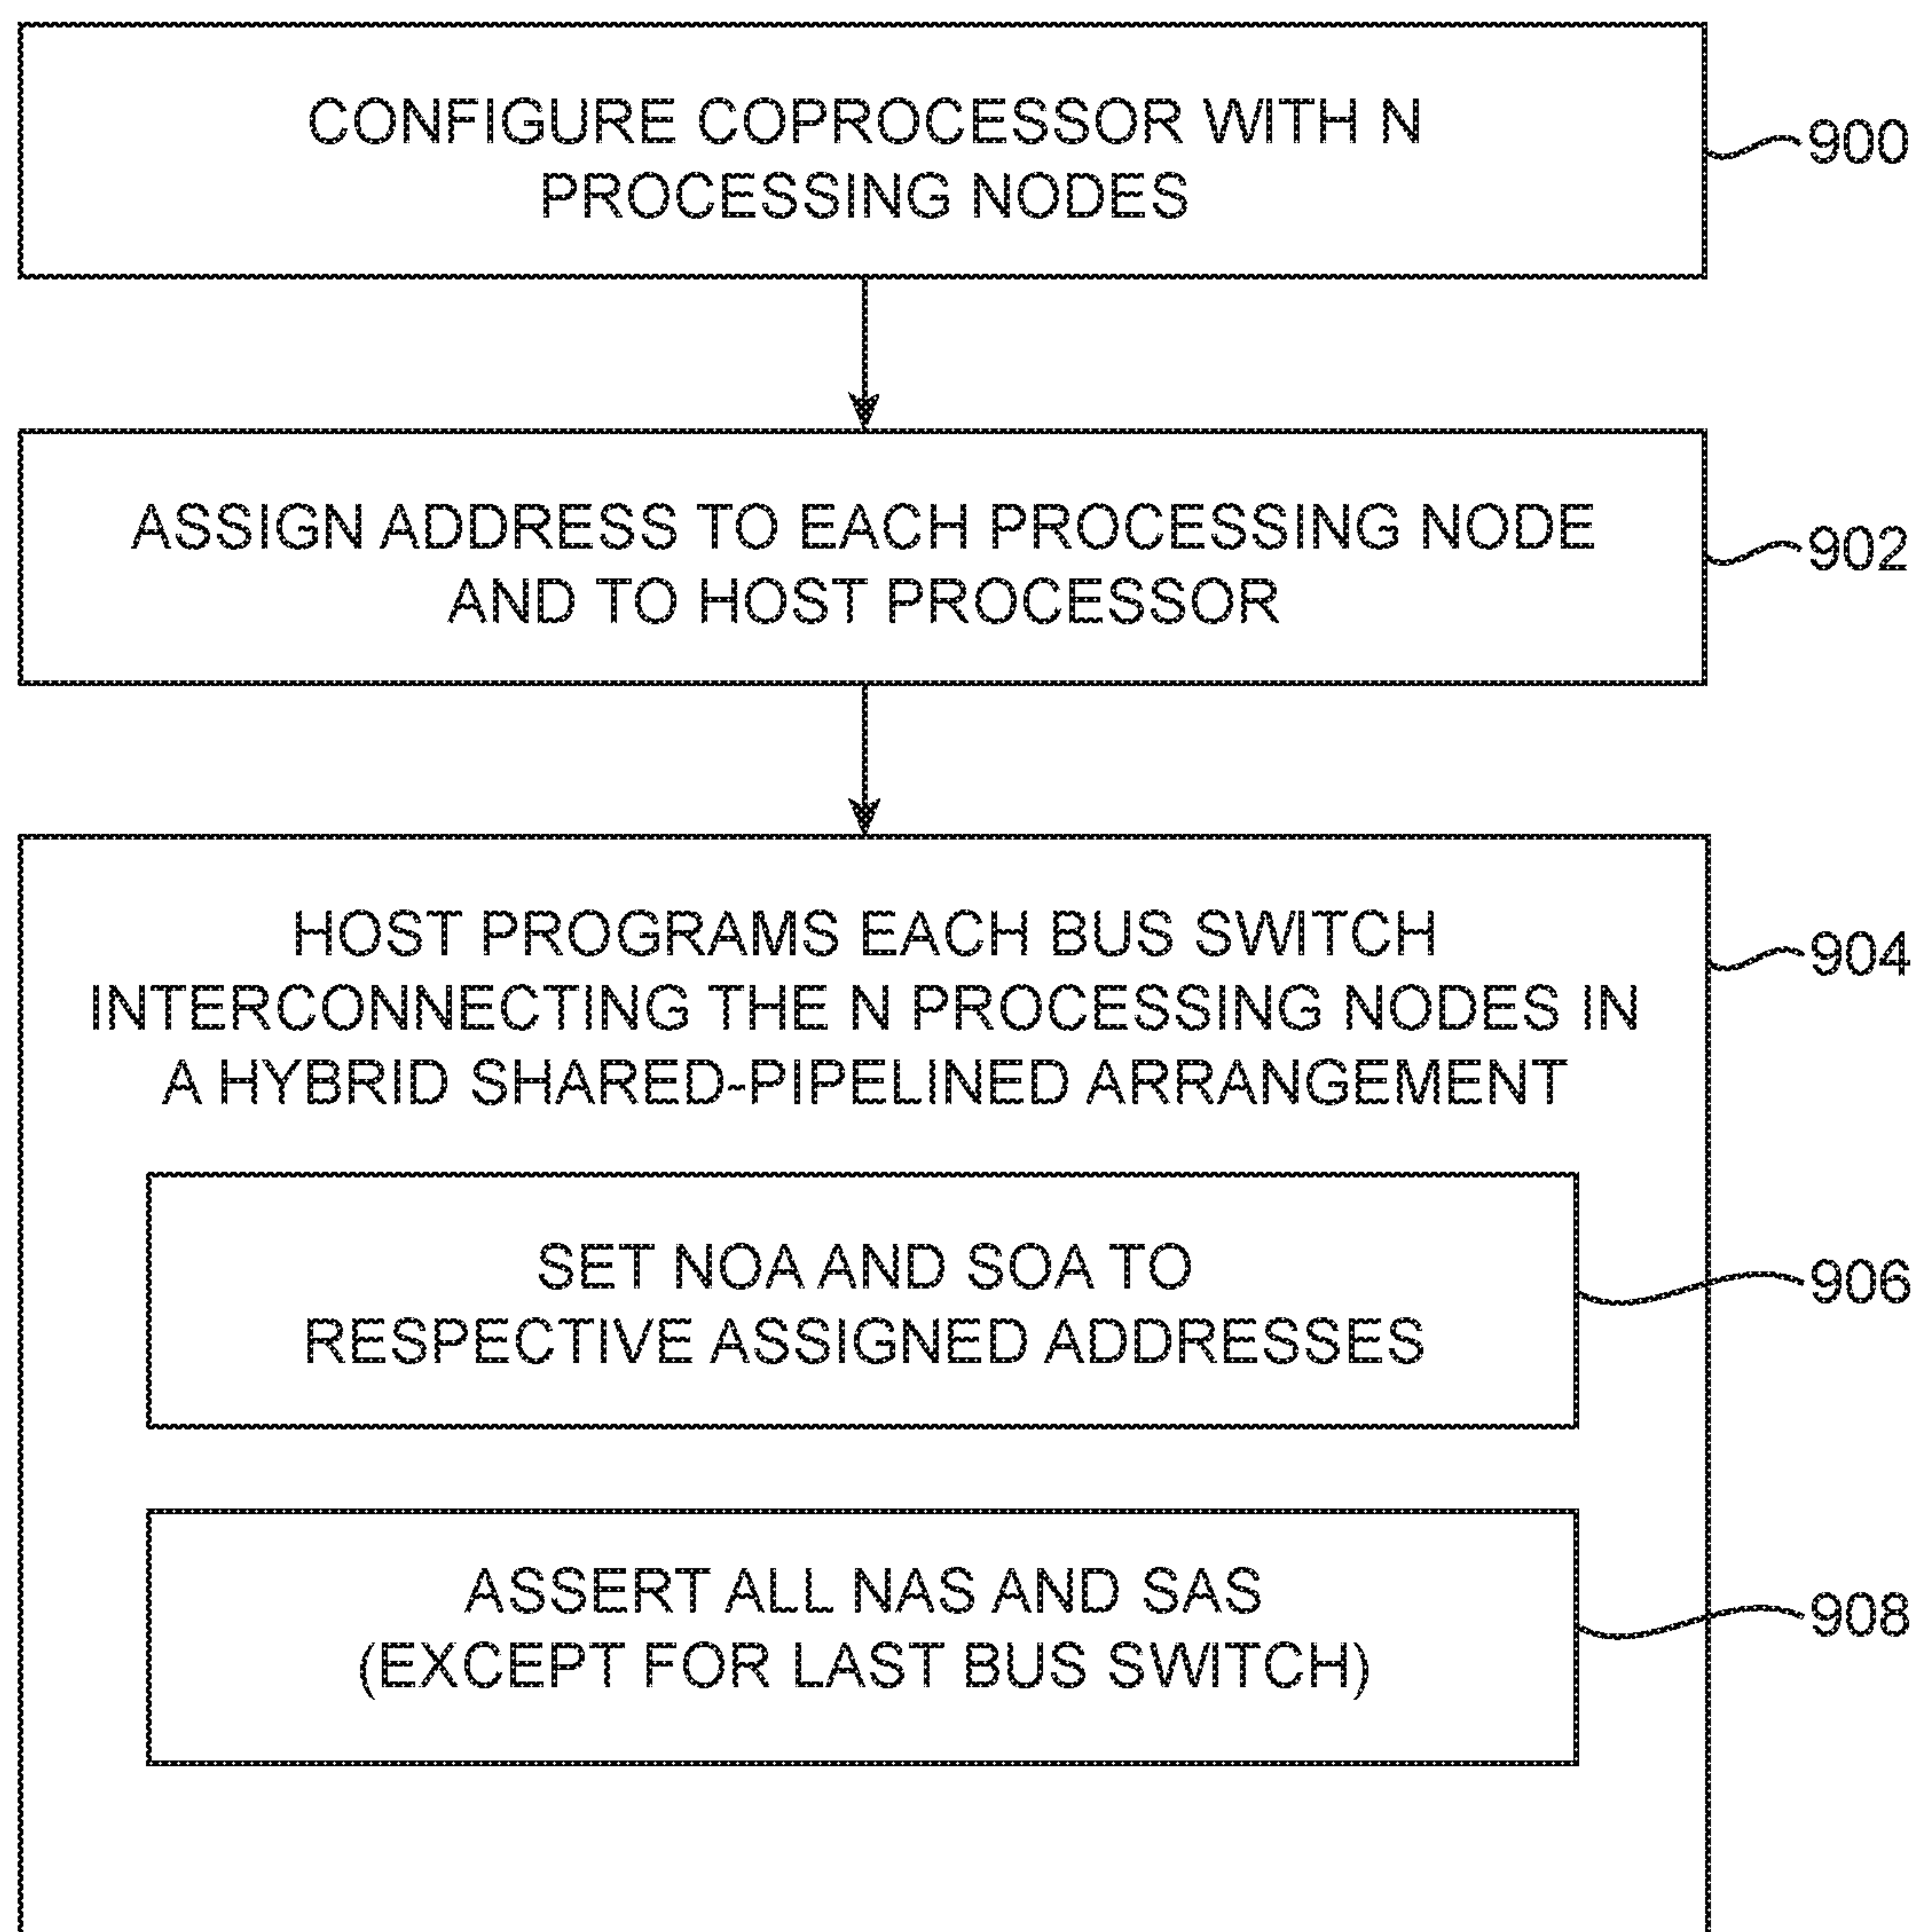 CONFIGURE COPROCESSOR WITH N
PROCESSING NODES
900
ASSIGN ADDRESS TO EACH PROCESSING NODE
AND TO HOST PROCESSOR
902
HOST PROGRAMS EACH BUS SWITCH
INTERCONNECTING THE N PROCESSING NODES IN
A HYBRID SHARED-PIPELINED ARRANGEMENT
904
SET NOA AND SOA TO
RESPECTIVE ASSIGNED ADDRESSES
906
ASSERT ALL NAS AND SAS
(EXCEPT FOR LAST BUS SWITCH)
908